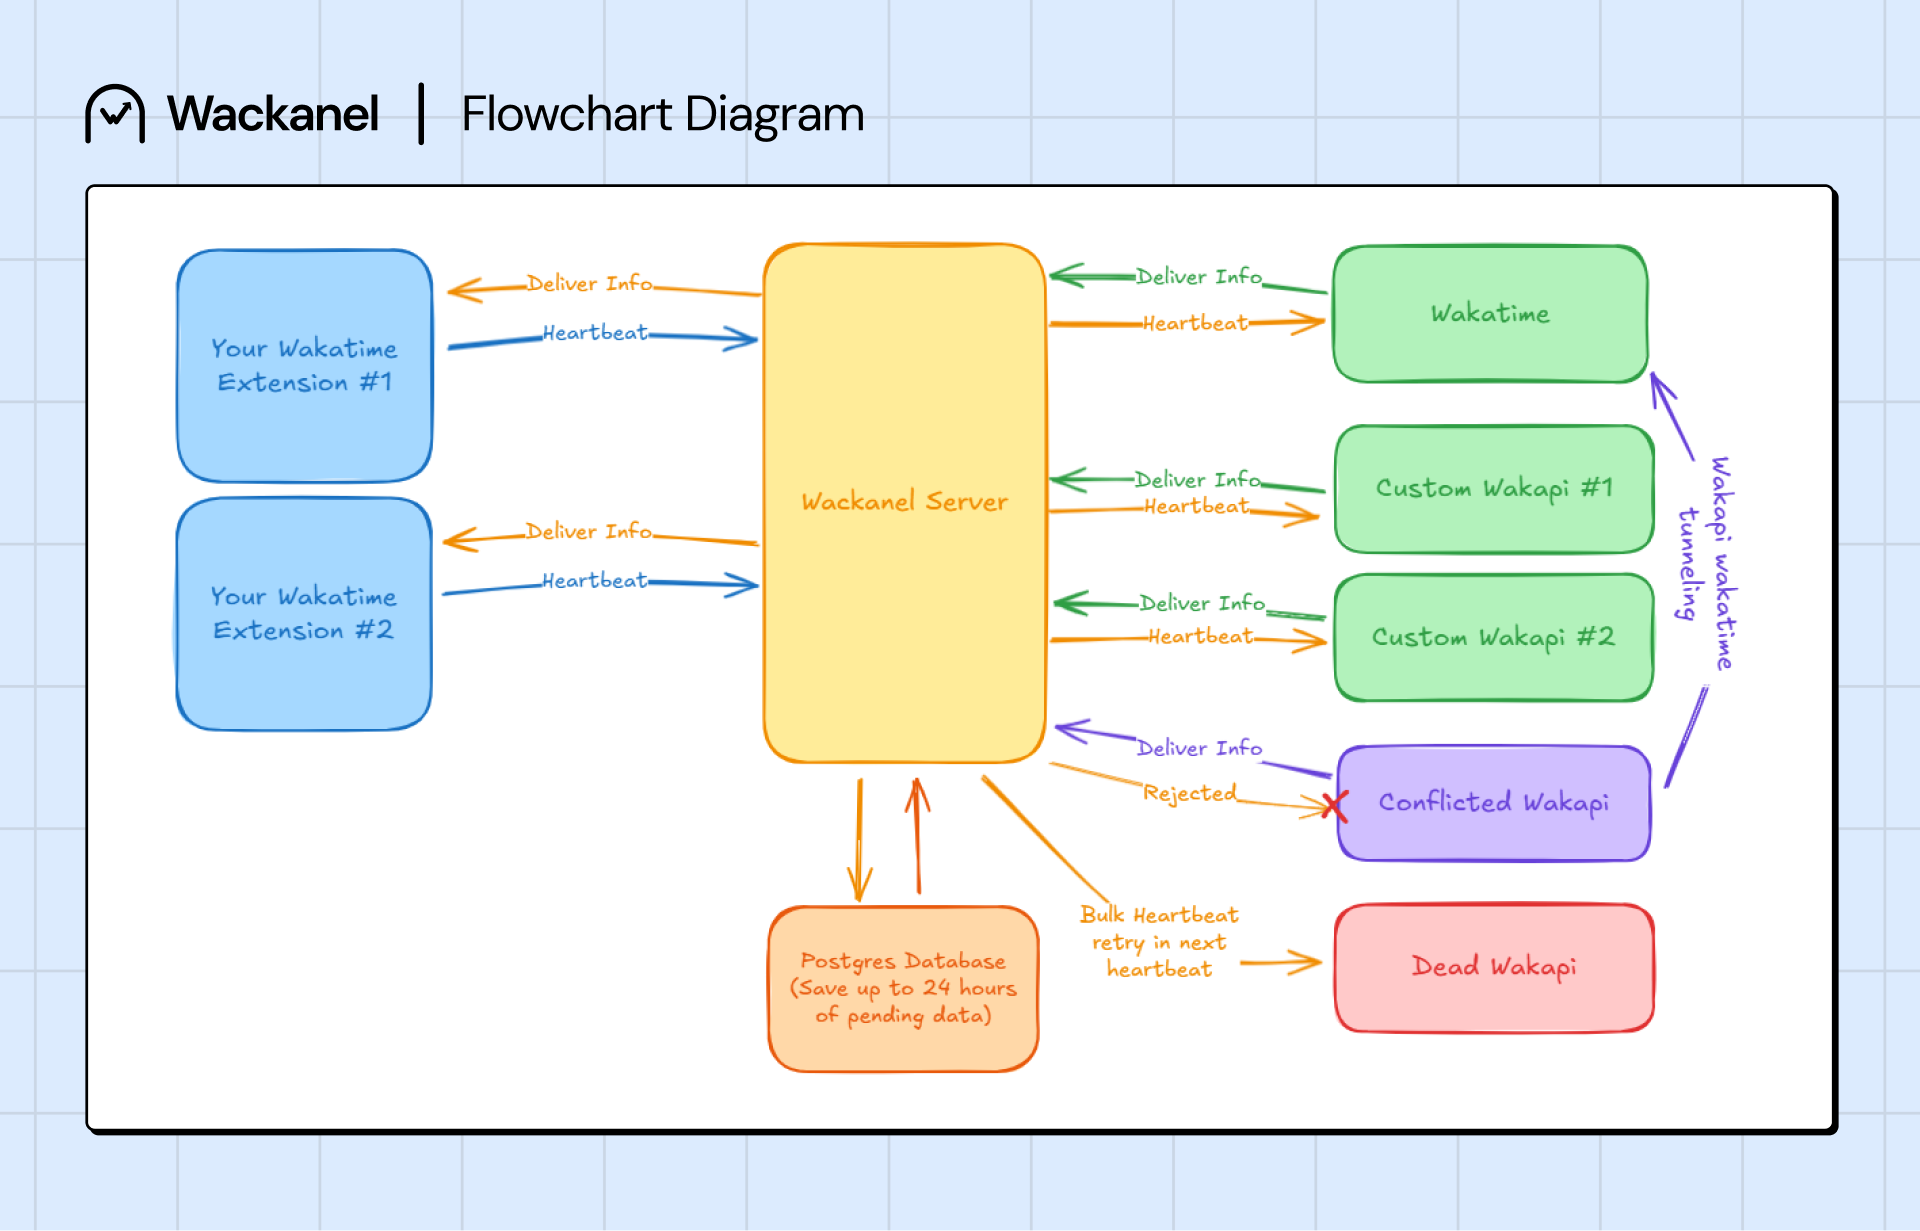 Wackanel | Flowchart Diagram
Your Wakatime
Extension #1
Deliver Info
Heartbeat
Your Wakatime
Extension #2
Deliver Info
Heartbeat
Wackanel Server
Deliver Info
Heartbeat
Wakatime
Deliver Info
Heartbeat
Custom Wakapi #1
Deliver Info
Heartbeat
Custom Wakapi #2
Wakapi wakatime
tunneling
Deliver Info
Rejected
Conflicted Wakapi
Postgres Database
(Save up to 24 hours
of pending data)
Bulk Heartbeat
retry in next
heartbeat
Dead Wakapi